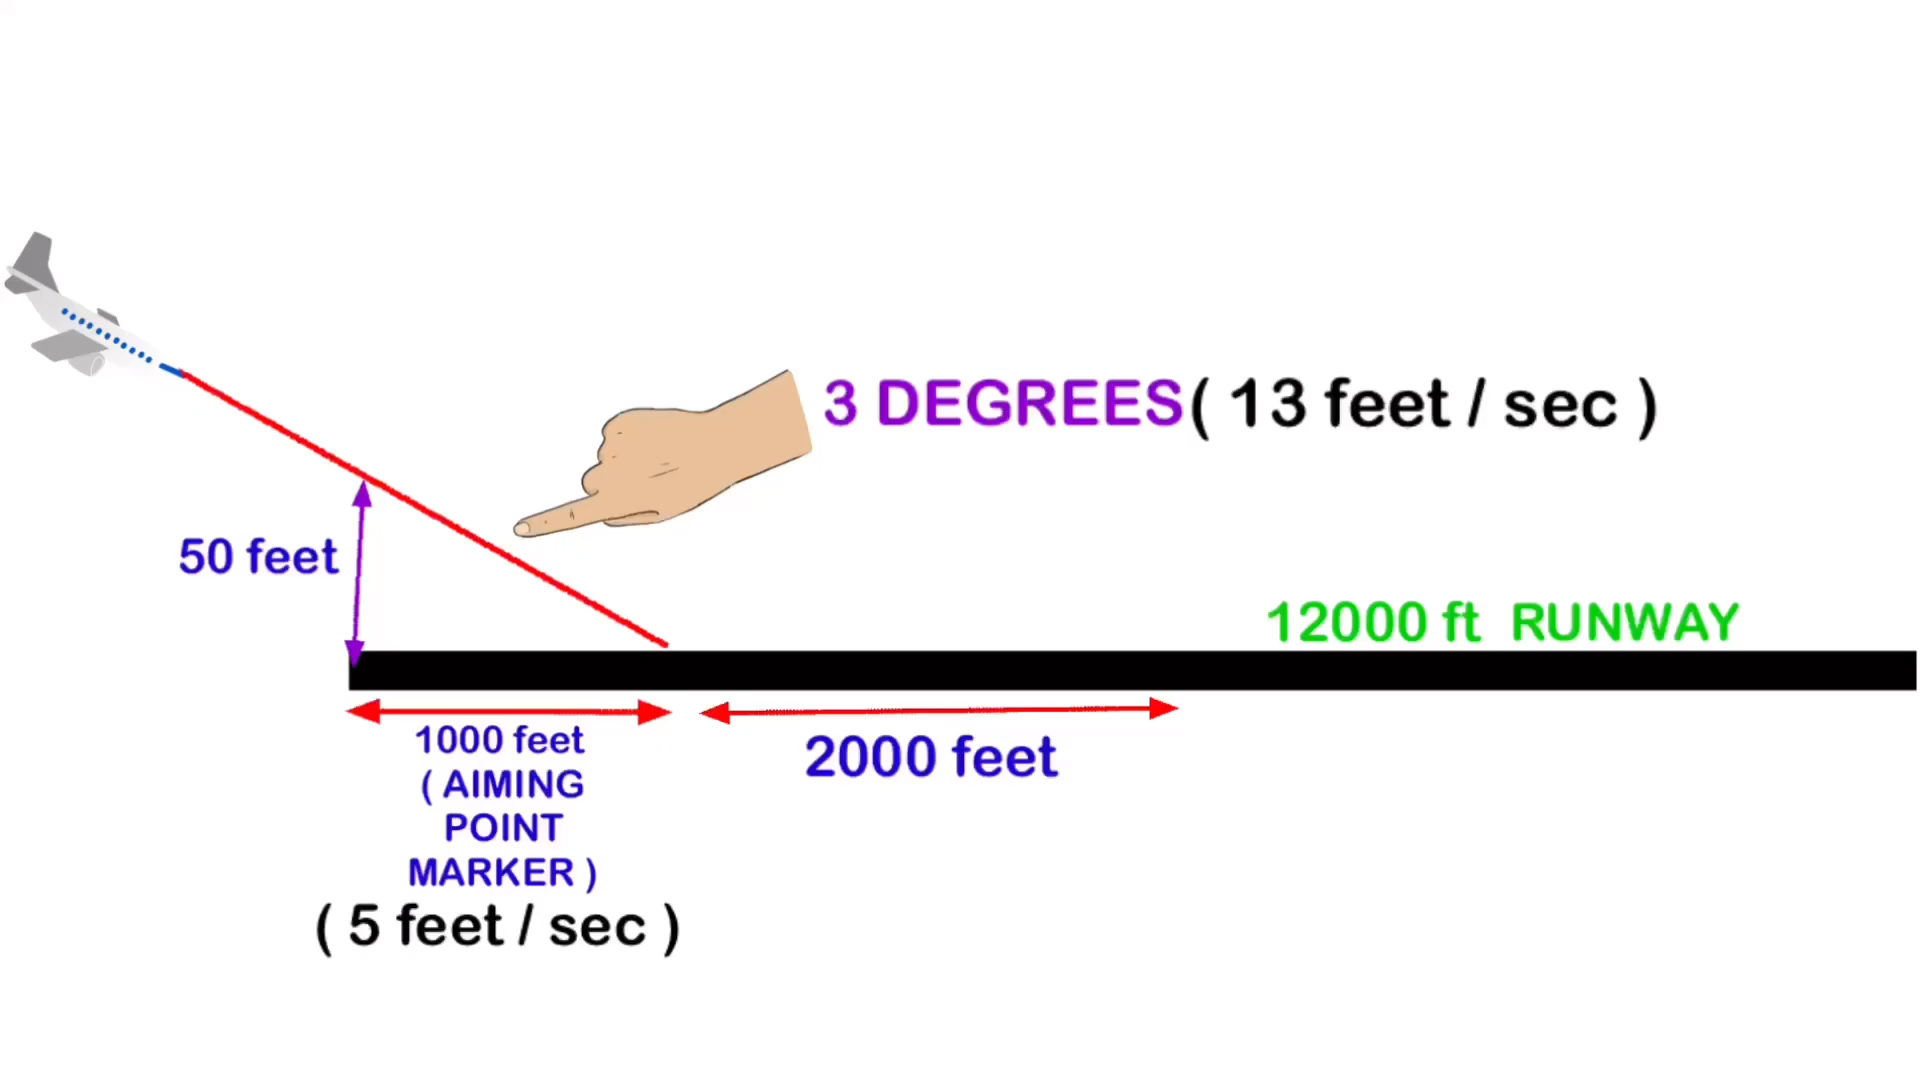 3 DEGREES( 13 feet / sec )
50 feet
12000 ft RUNWAY
1000 feet
( AIMING
POINT
MARKER )
( 5 feet / sec )
2000 feet